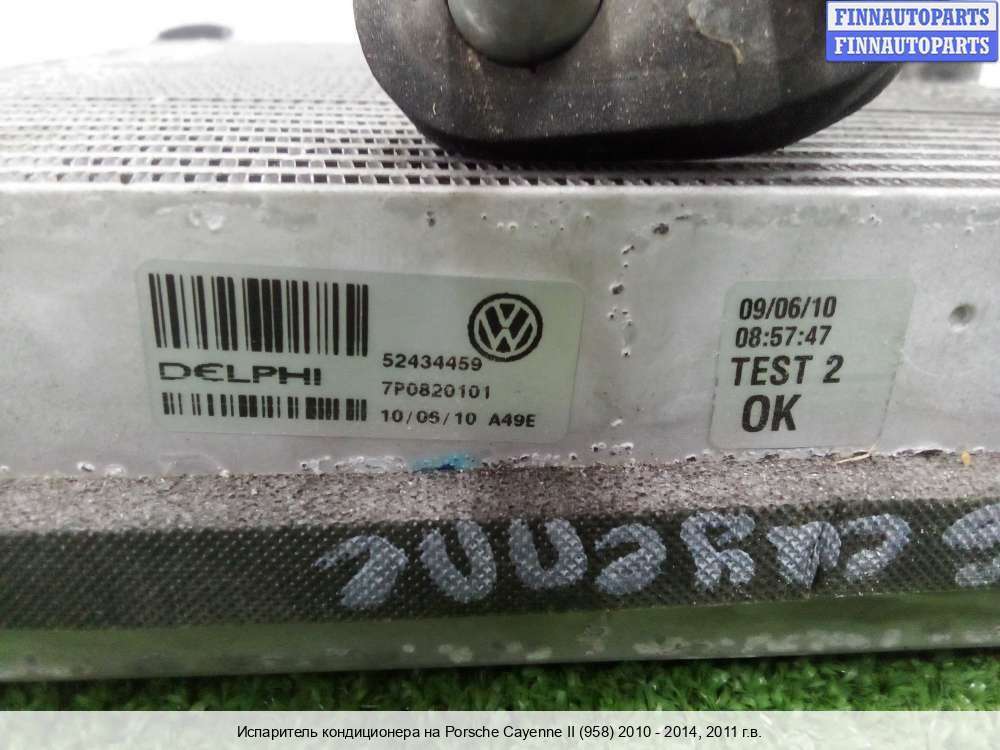 FINNAUTOPARTS
FINNAUTOPARTS
52434459
DELPHI
7P0820101
10/06/10 A49E
09/06/10
08:57:47
TEST 2
OK
cayenne
Испаритель кондиционера на Porsche Cayenne II (958) 2010 - 2014, 2011 г.в.